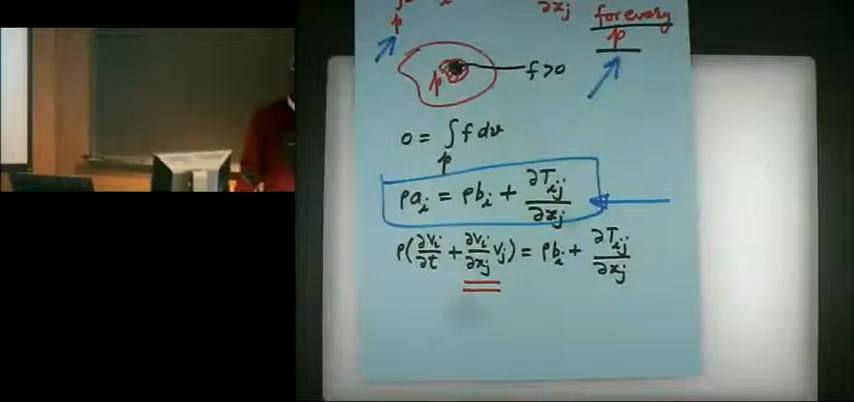 ∂xj
for every
p
p
p
f>0
0 = ∫ f dv
p
ρai = ρbi + ∂Tij/∂xj
ρ(∂vi/∂t + ∂vi/∂xj vj) = ρbi + ∂Tij/∂xj